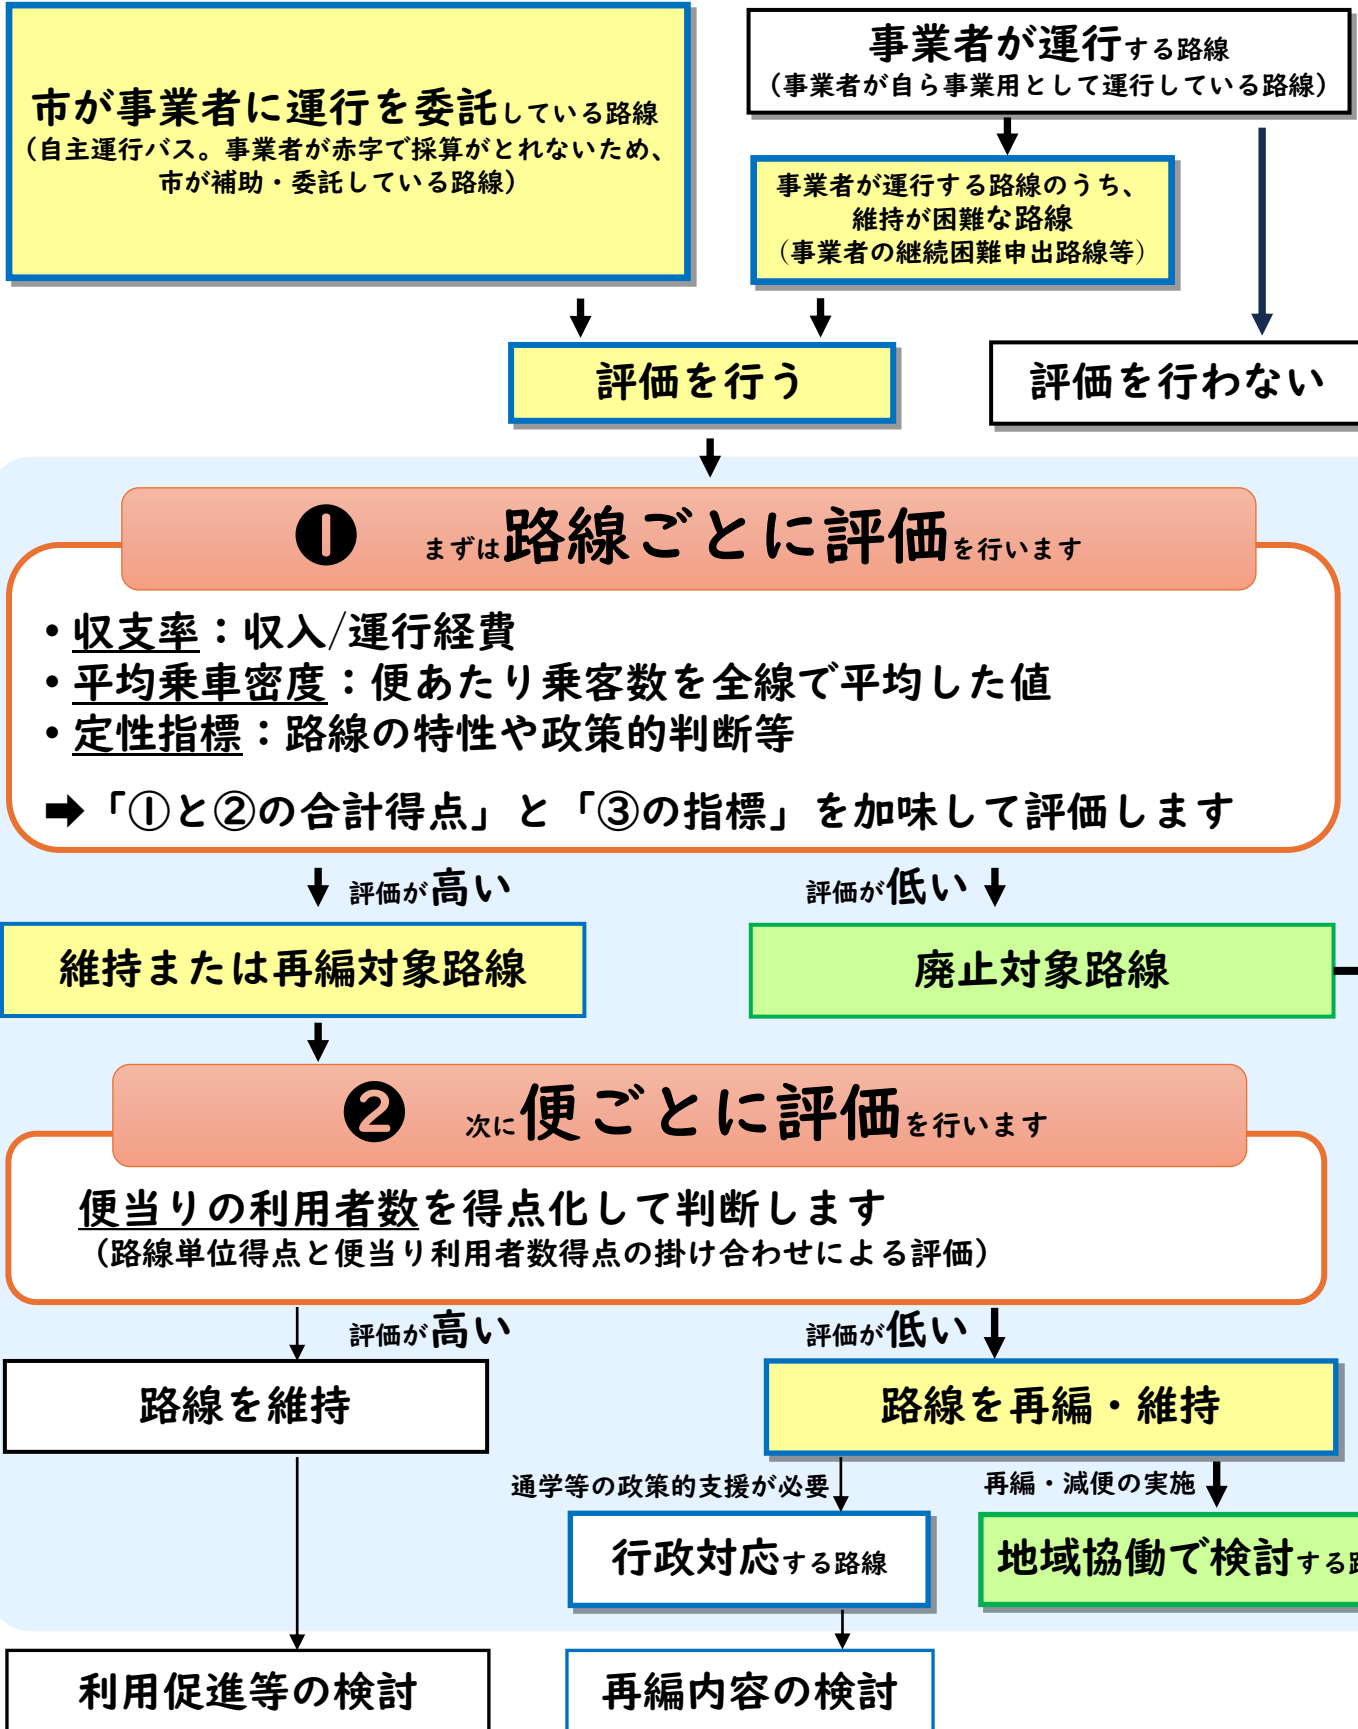 市が事業者に運行を委託している路線
（自主運行バス。事業者が赤字で採算がとれないため、
市が補助・委託している路線）
事業者が運行する路線
（事業者が自ら事業用として運行している路線）
事業者が運行する路線のうち、
維持が困難な路線
（事業者の継続困難申出路線等）
評価を行う
評価を行わない
❶ まずは路線ごとに評価を行います
・収支率：収入/運行経費
・平均乗車密度：便あたり乗客数を全線で平均した値
・定性指標：路線の特性や政策的判断等
➡「①と②の合計得点」と「③の指標」を加味して評価します
評価が高い
評価が低い
維持または再編対象路線
廃止対象路線
❷ 次に便ごとに評価を行います
便当りの利用者数を得点化して判断します
（路線単位得点と便当り利用者数得点の掛け合わせによる評価）
評価が高い
評価が低い
路線を維持
路線を再編・維持
通学等の政策的支援が必要
再編・減便の実施
行政対応する路線
地域協働で検討する路
利用促進等の検討
再編内容の検討